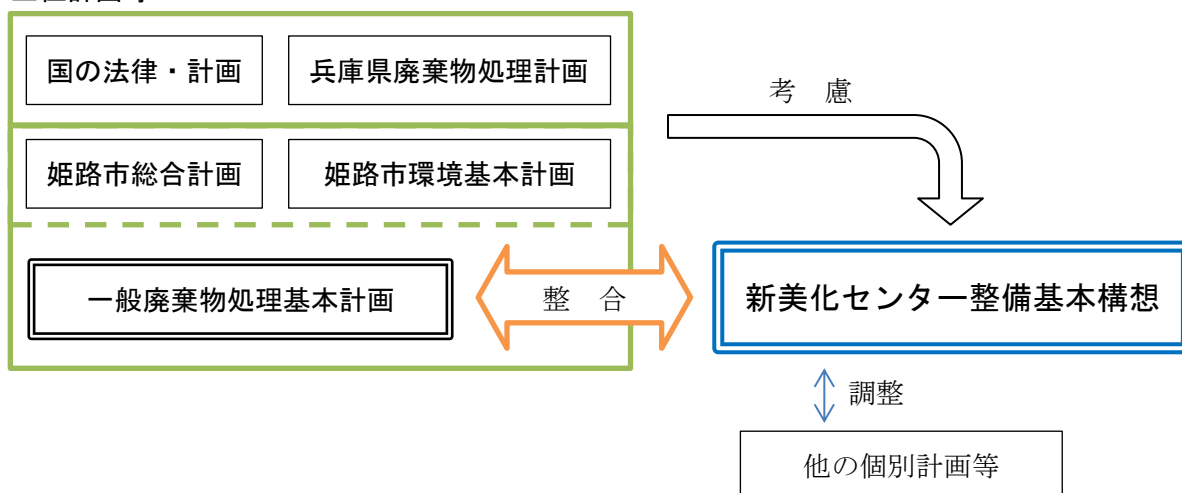 国の法律・計画
兵庫県廃棄物処理計画
考　慮
姫路市総合計画
姫路市環境基本計画
一般廃棄物処理基本計画
整　合
新美化センター整備基本構想
調整
他の個別計画等